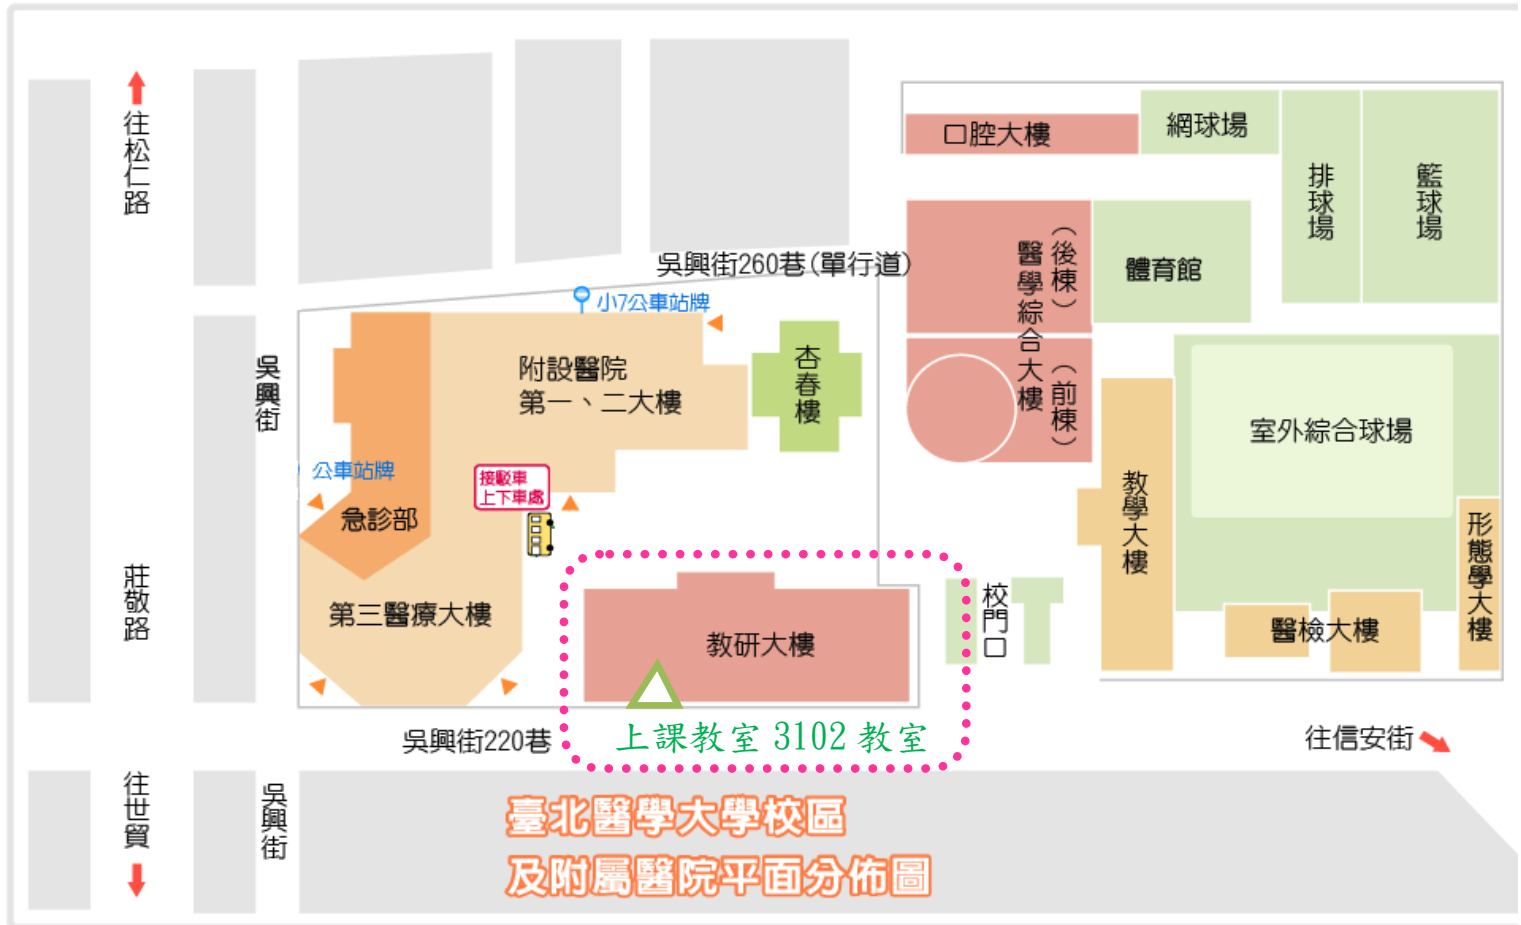 往松仁路
口腔大樓
網球場
排球場
籃球場
吳興街260巷(單行道)
醫學綜合大樓
(後棟)
(前棟)
體育館
小7公車站牌
吳興街
附設醫院
第一、二大樓
杏春樓
室外綜合球場
公車站牌
接駁車
上下車處
急診部
教學大樓
形態學大樓
莊敬路
第三醫療大樓
教研大樓
校門口
醫檢大樓
上課教室 3102 教室
吳興街220巷
往信安街
往世貿
吳興街
臺北醫學大學校區
及附屬醫院平面分佈圖